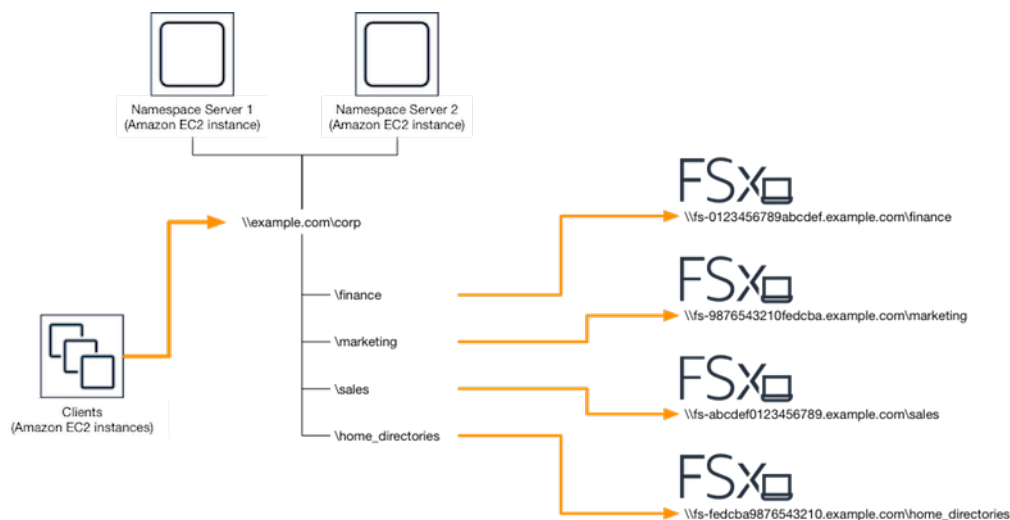 Namespace Server 1
(Amazon EC2 instance)
Namespace Server 2
(Amazon EC2 instance)
\\example.com\corp
\finance
\marketing
\sales
\home_directories
Clients
(Amazon EC2 instances)
FSx
\\fs-0123456789abcdef.example.com\finance
FSx
\\fs-9876543210fedcba.example.com\marketing
FSx
\\fs-abcdef0123456789.example.com\sales
FSx
\\fs-fedcba9876543210.example.com\home_directories